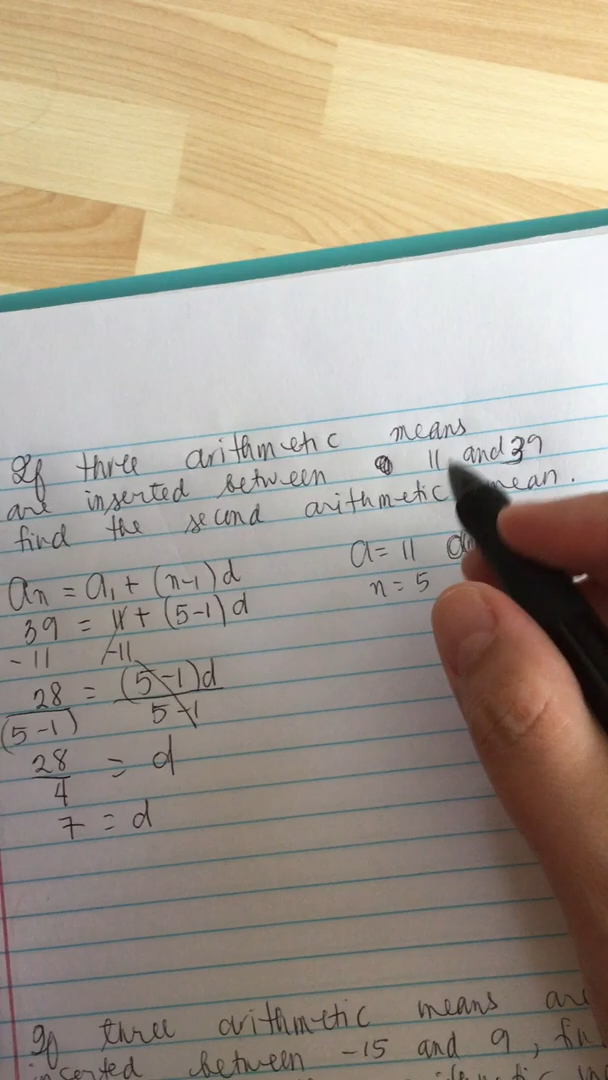 If three arithmetic means
are inserted between 11 and 39
find the second arithmetic mean.
an = a1 + (n-1)d
a = 11
39 = 11 + (5-1)d
n = 5
-11 -11
28 = (5-1)d
(5-1) 5-1
28 = d
4
7 = d
If three arithmetic means are
inserted between -15 and 9,